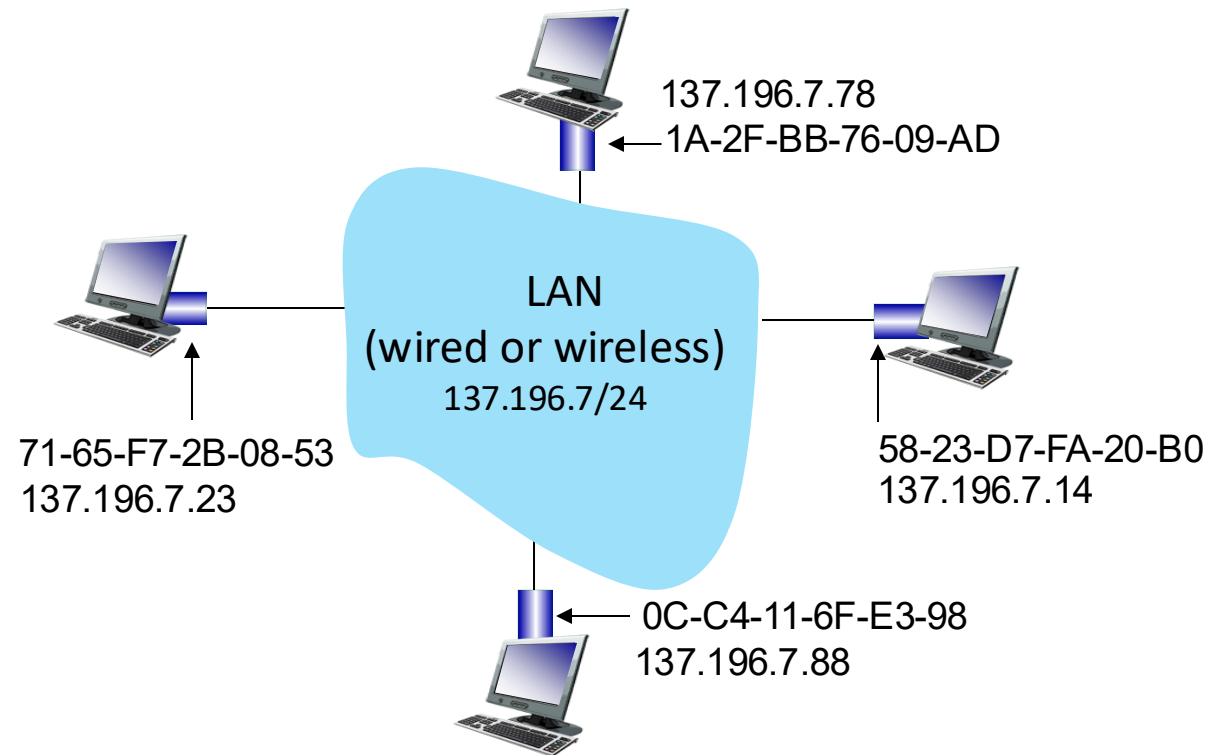 137.196.7.78
1A-2F-BB-76-09-AD
LAN
(wired or wireless)
137.196.7/24
71-65-F7-2B-08-53
137.196.7.23
58-23-D7-FA-20-B0
137.196.7.14
0C-C4-11-6F-E3-98
137.196.7.88